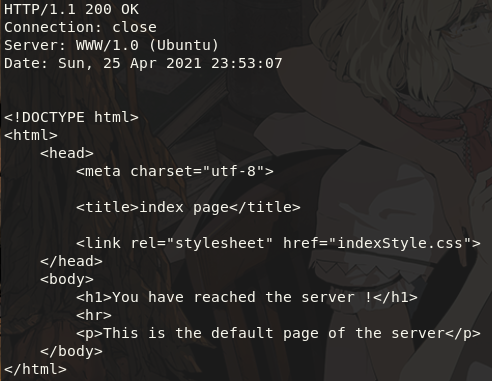 HTTP/1.1 200 OK
Connection: close
Server: WWW/1.0 (Ubuntu)
Date: Sun, 25 Apr 2021 23:53:07
<!DOCTYPE html>
<html>
    <head>
        <meta charset="utf-8">
        <title>index page</title>
        <link rel="stylesheet" href="indexStyle.css">
    </head>
    <body>
        <h1>You have reached the server !</h1>
        <hr>
        <p>This is the default page of the server</p>
    </body>
</html>